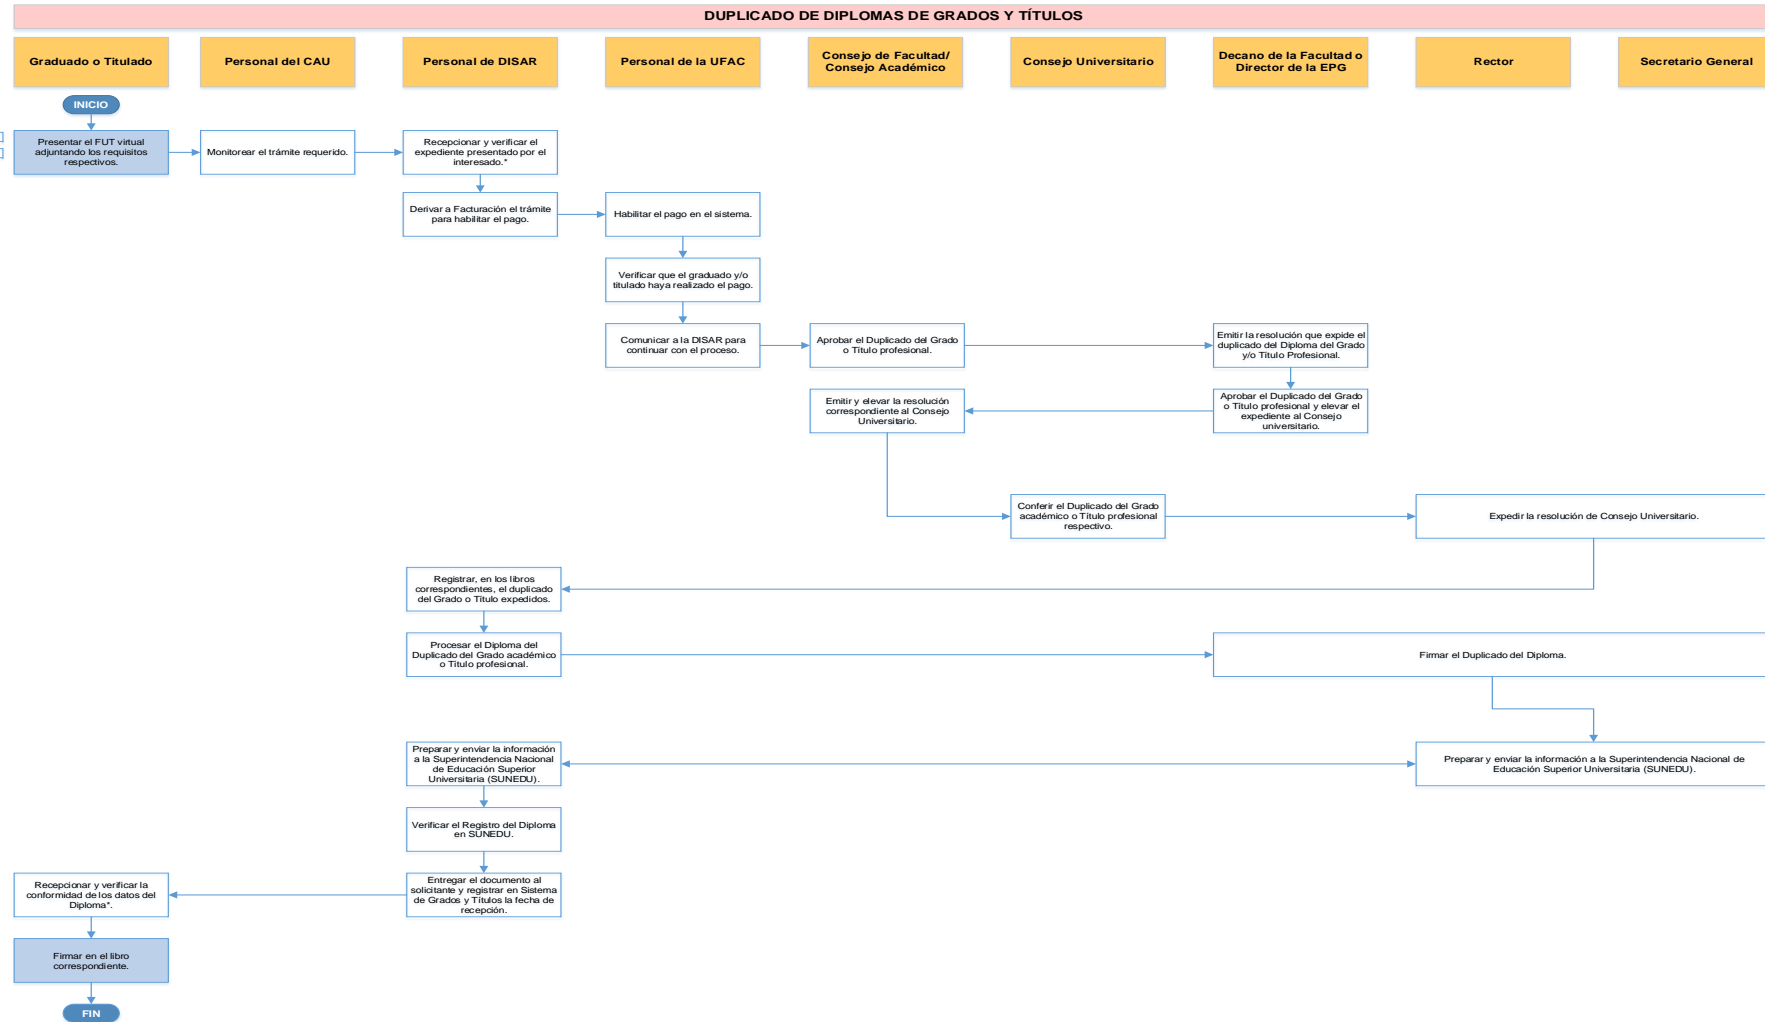 DUPLICADO DE DIPLOMAS DE GRADOS Y TÍTULOS
Graduado o Titulado
Personal del CAU
Personal de DISAR
Personal de la UFAC
Consejo de Facultad/
Consejo Académico
Consejo Universitario
Decano de la Facultad o
Director de la EPG
Rector
Secretario General
INICIO
Presentar el FUT virtual
adjuntando los requisitos
respectivos.
Monitorear el trámite requerido.
Recepcionar y verificar el
expediente presentado por el
interesado.*
Derivar a Facturación el trámite
para habilitar el pago.
Habilitar el pago en el sistema.
Verificar que el graduado y/o
titulado haya realizado el pago.
Comunicar a la DISAR para
continuar con el proceso.
Aprobar el Duplicado del Grado
o Título profesional.
Emitir la resolución que expide el
duplicado del Diploma del Grado
y/o Título Profesional.
Emitir y elevar la resolución
correspondiente al Consejo
Universitario.
Aprobar el Duplicado del Grado
o Título profesional y elevar el
expediente al Consejo
universitario.
Conferir el Duplicado del Grado
académico o Título profesional
respectivo.
Expedir la resolución de Consejo Universitario.
Registrar, en los libros
correspondientes, el duplicado
del Grado o Título expedidos.
Procesar el Diploma del
Duplicado del Grado académico
o Título profesional.
Firmar el Duplicado del Diploma.
Preparar y enviar la información
a la Superintendencia Nacional
de Educación Superior
Universitaria (SUNEDU).
Preparar y enviar la información a la Superintendencia Nacional de
Educación Superior Universitaria (SUNEDU).
Verificar el Registro del Diploma
en SUNEDU.
Entregar el documento al
solicitante y registrar en Sistema
de Grados y Títulos la fecha de
recepción.
Recepcionar y verificar la
conformidad de los datos del
Diploma*.
Firmar en el libro
correspondiente.
FIN